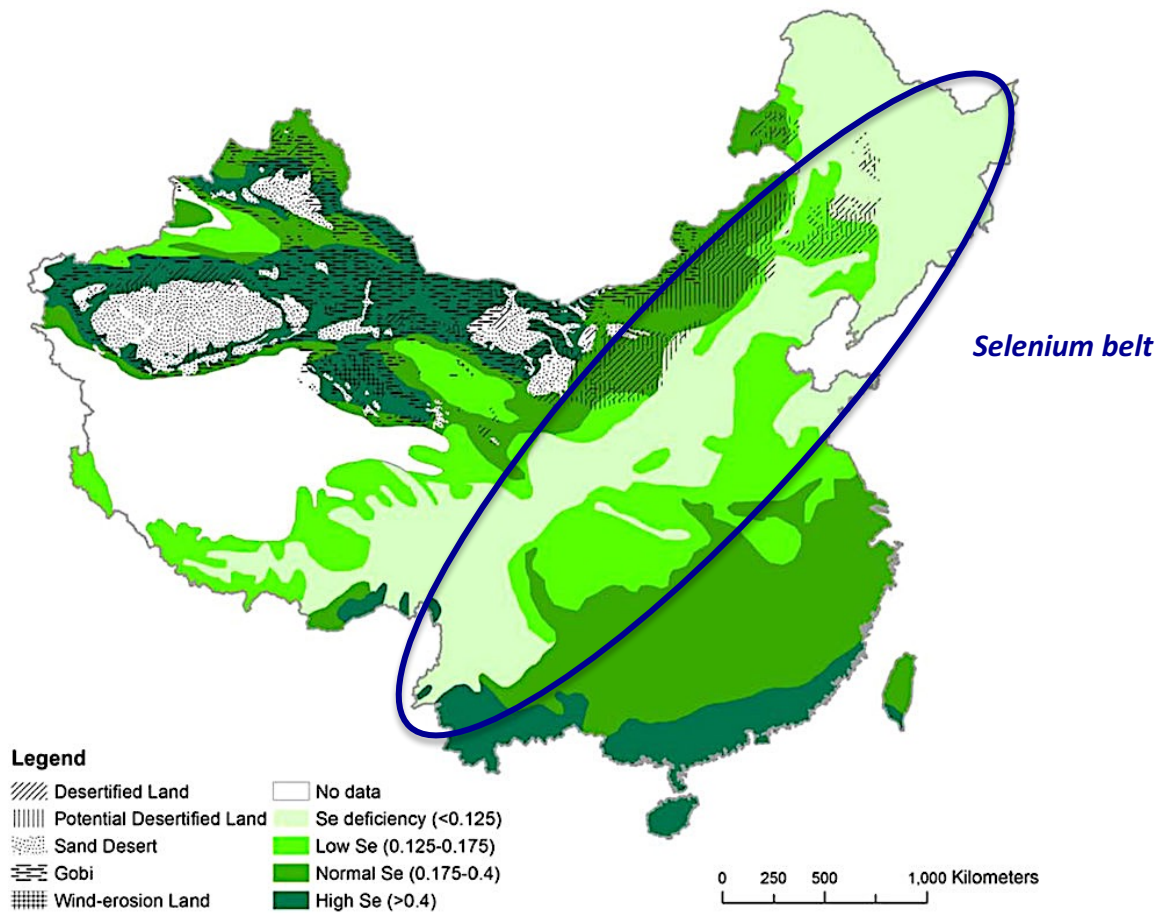 Selenium belt
Legend
Desertified Land
Potential Desertified Land
Sand Desert
Gobi
Wind-erosion Land
No data
Se deficiency (<0.125)
Low Se (0.125-0.175)
Normal Se (0.175-0.4)
High Se (>0.4)
0 250 500 1,000 Kilometers